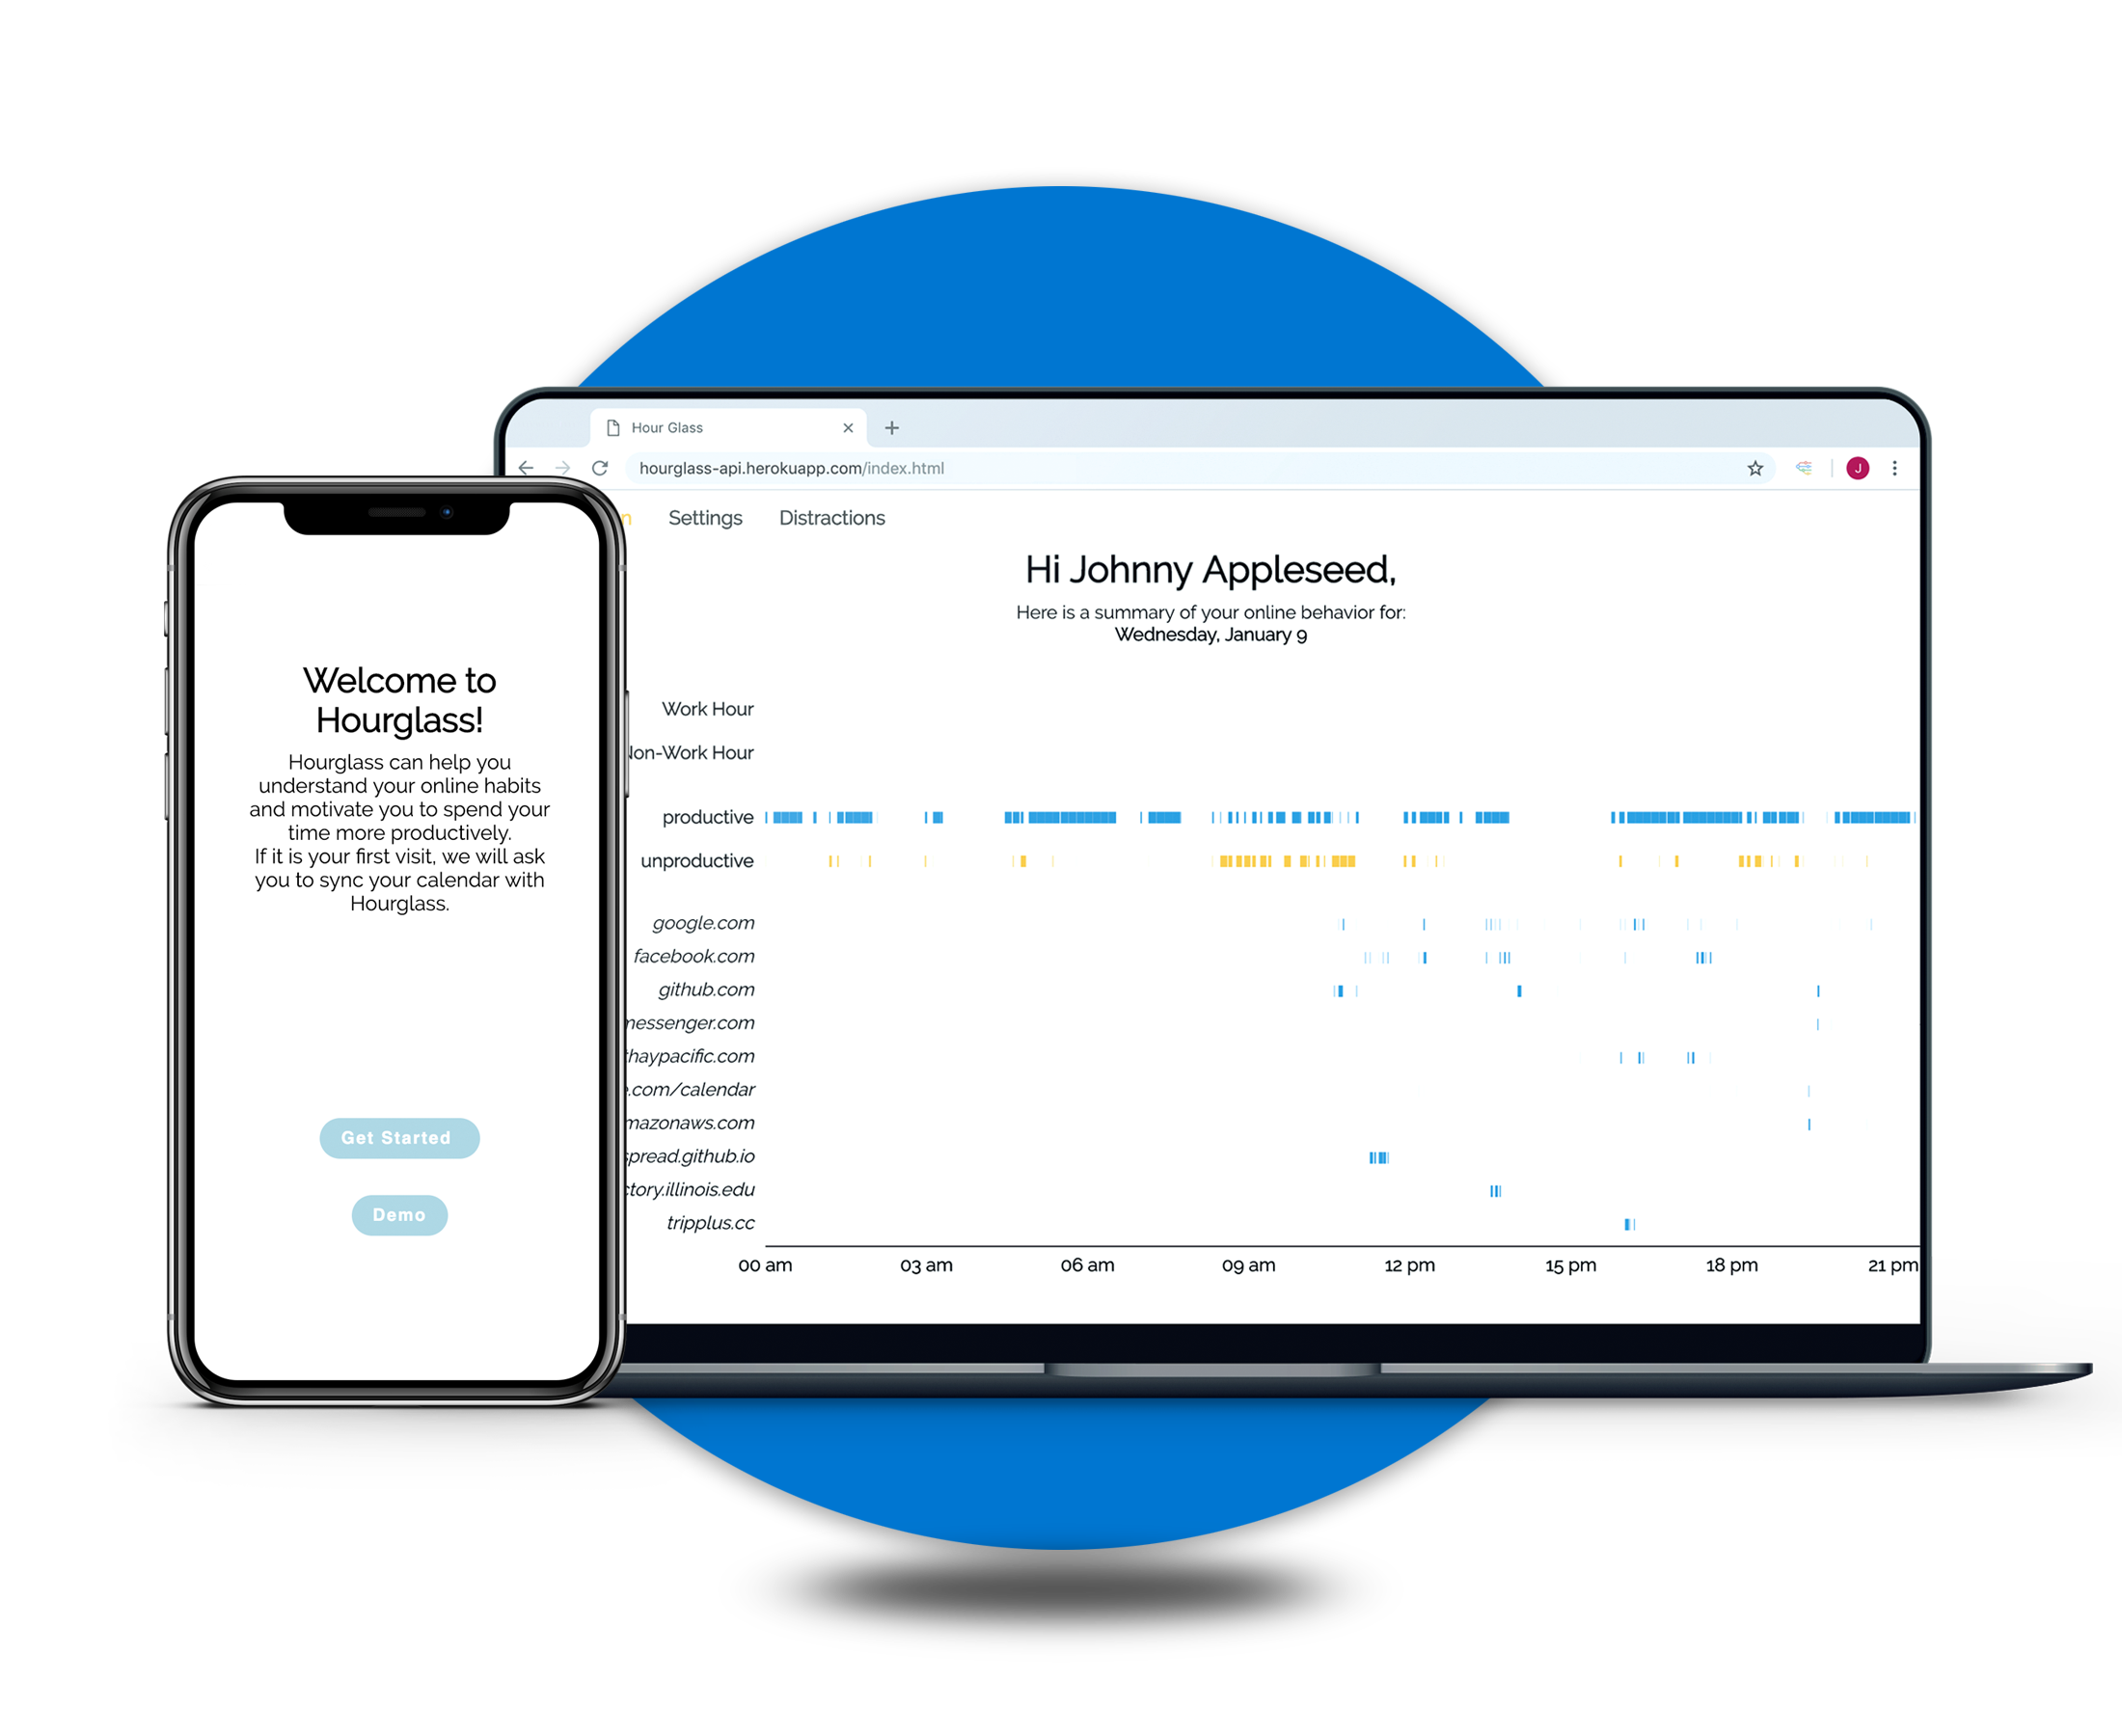 Hour Glass
hourglass-api.herokuapp.com/index.html
J
n Settings Distractions
Hi Johnny Appleseed,
Here is a summary of your online behavior for:
Wednesday, January 9
Work Hour
Non-Work Hour
productive
unproductive
google.com
facebook.com
github.com
messenger.com
thaypacific.com
e.com/calendar
mazonaws.com
spread.github.io
ctory.illinois.edu
tripplus.cc
00 am 03 am 06 am 09 am 12 pm 15 pm 18 pm 21 pm
Welcome to
Hourglass!
Hourglass can help you
understand your online habits
and motivate you to spend your
time more productively.
If it is your first visit, we will ask
you to sync your calendar with
Hourglass.
Get Started
Demo